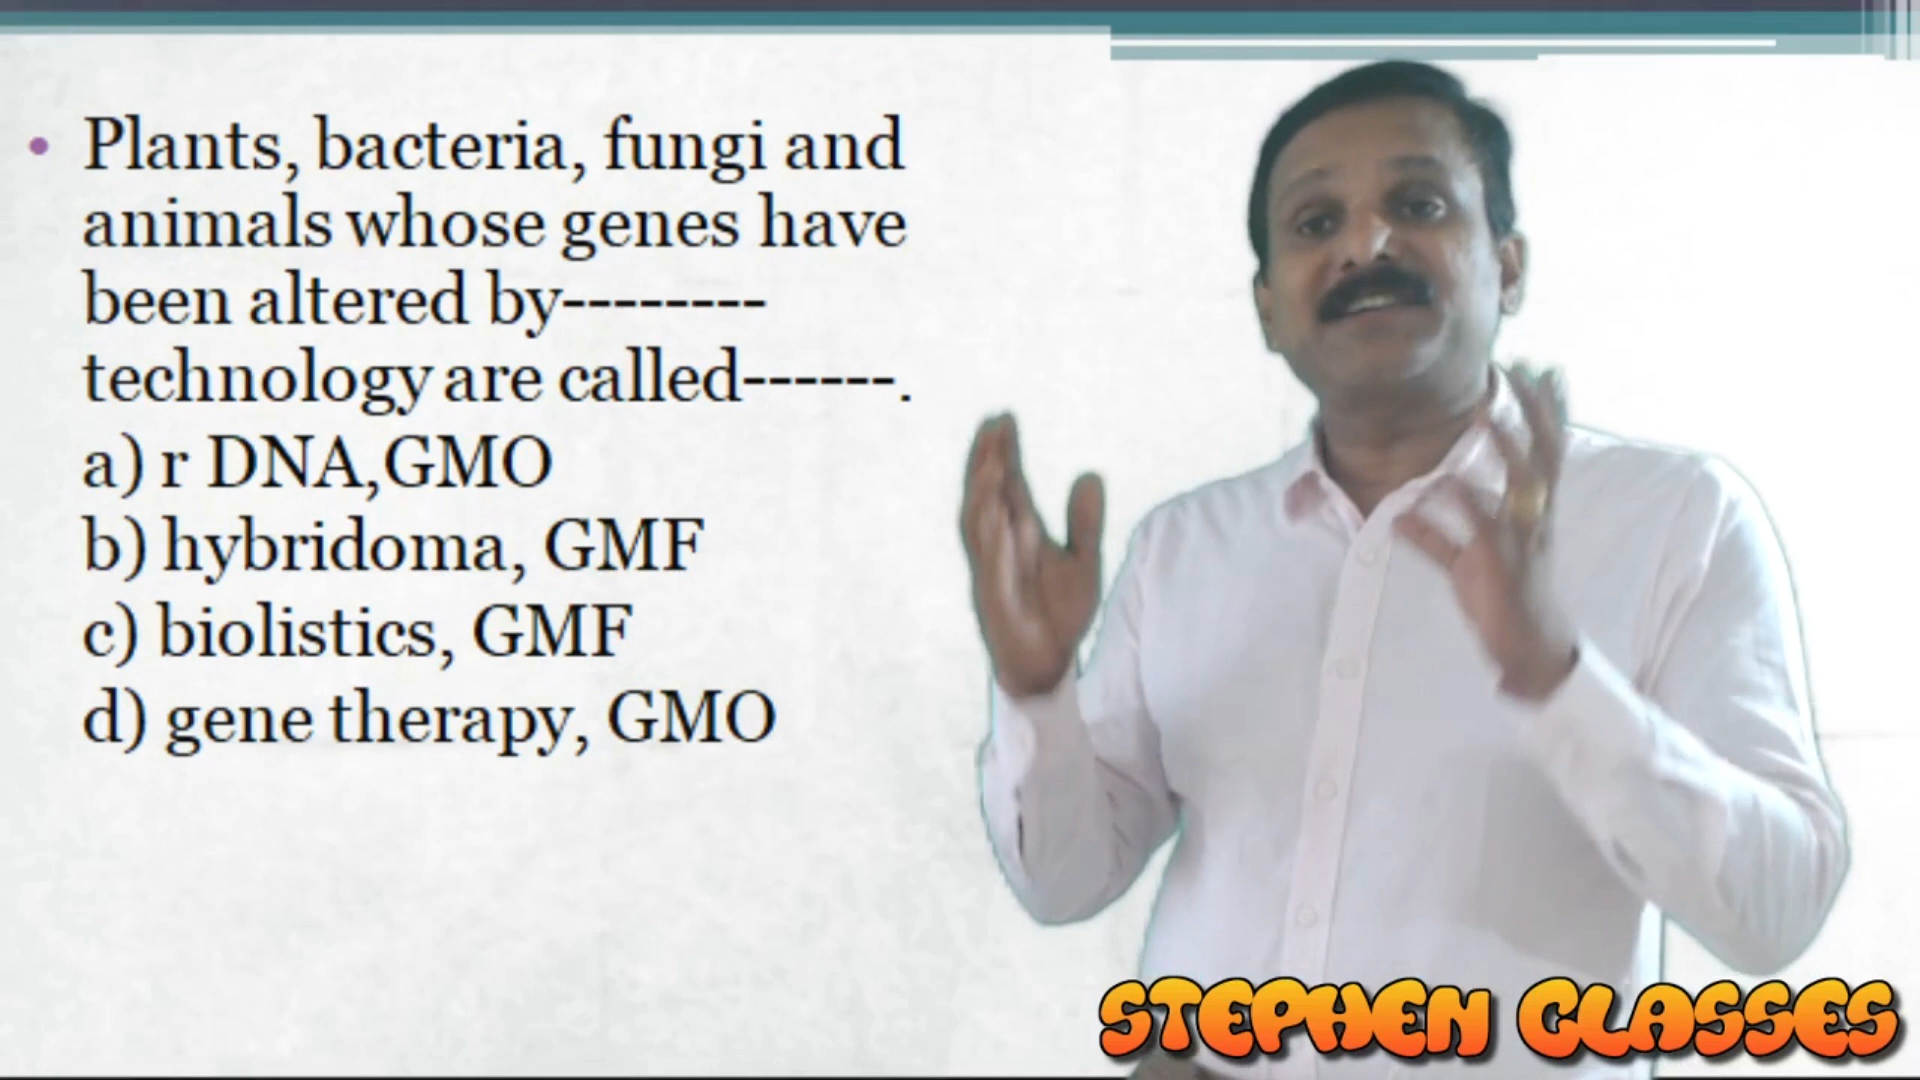 • Plants, bacteria, fungi and
animals whose genes have
been altered by--------
technology are called------.
a) r DNA,GMO
b) hybridoma, GMF
c) biolistics, GMF
d) gene therapy, GMO
STEPHEN CLASSES